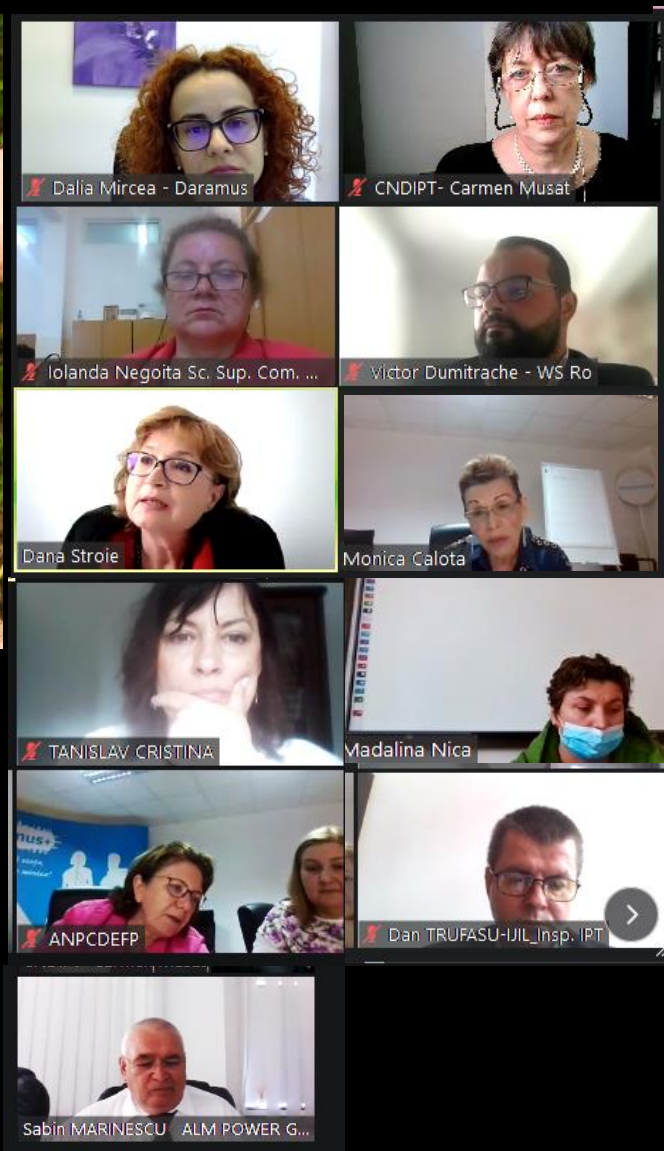 Dalia Mircea - Daramus
CNDIPT- Carmen Musat
Iolanda Negoita Sc. Sup. Com. ...
Victor Dumitrache - WS Ro
Dana Stroie
Monica Calota
TANISLAV CRISTINA
Madalina Nica
nus+
ANPCDEFP
Dan TRUFASU-IJIL_Insp. IPT
Sabin MARINESCU ALM POWER G...